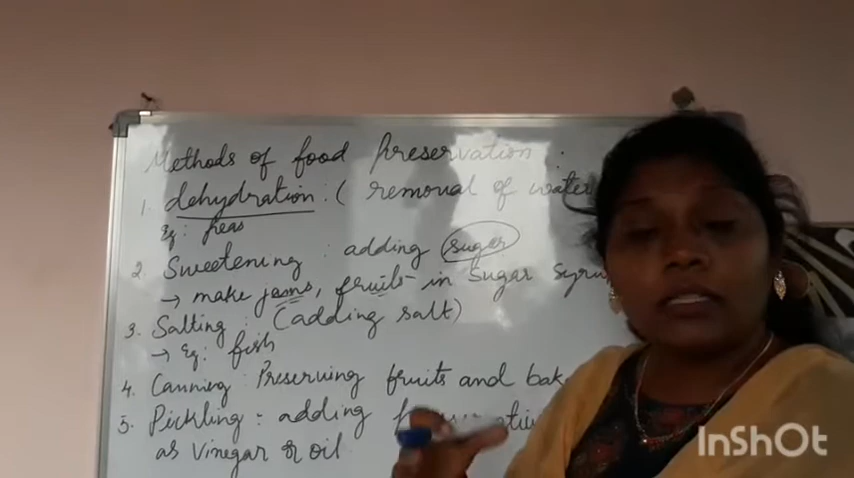 Methods of food Preservation :
1. dehydration : ( removal of water
Eg : peas
2. Sweetening : adding sugar
→ make jams, fruits in sugar
3. Salting : (adding salt)
→ Eg : fish
4. Canning : Preserving fruits and
5. Pickling : adding
as vinegar & oil
InShOt